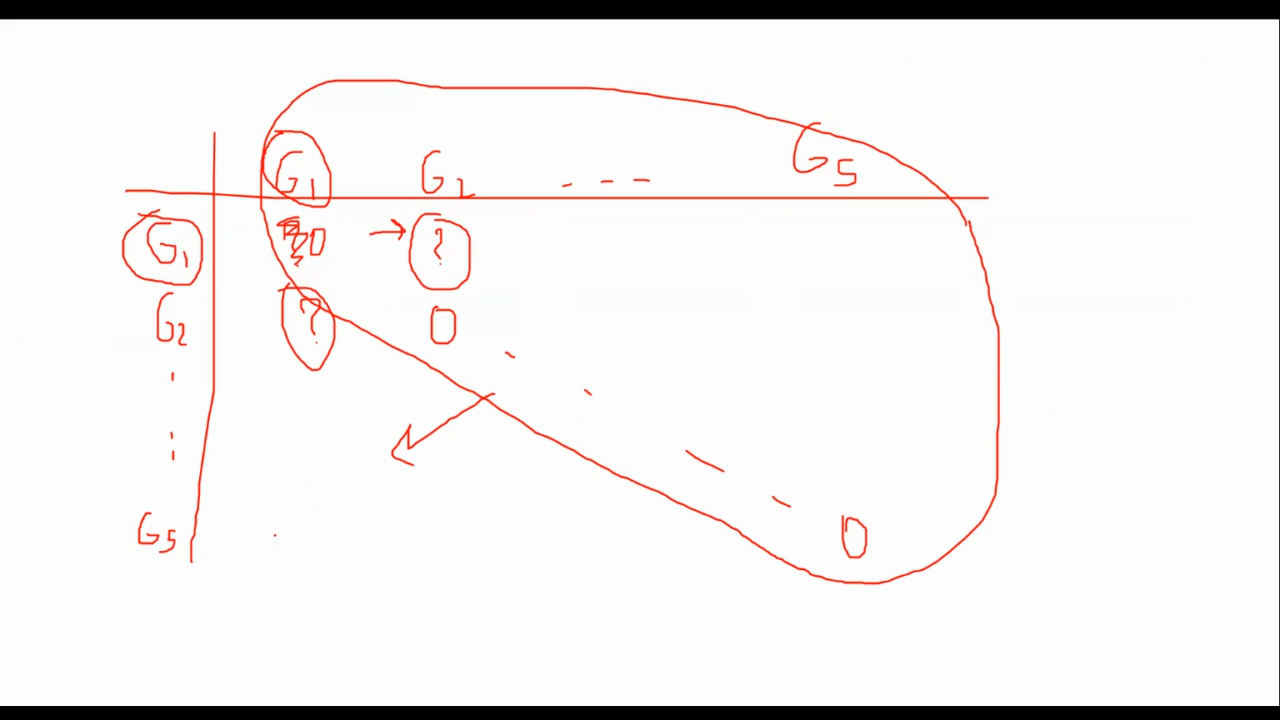 G1 G2 --- G5
G1 0 → ?
G2 ? 0
G5 0